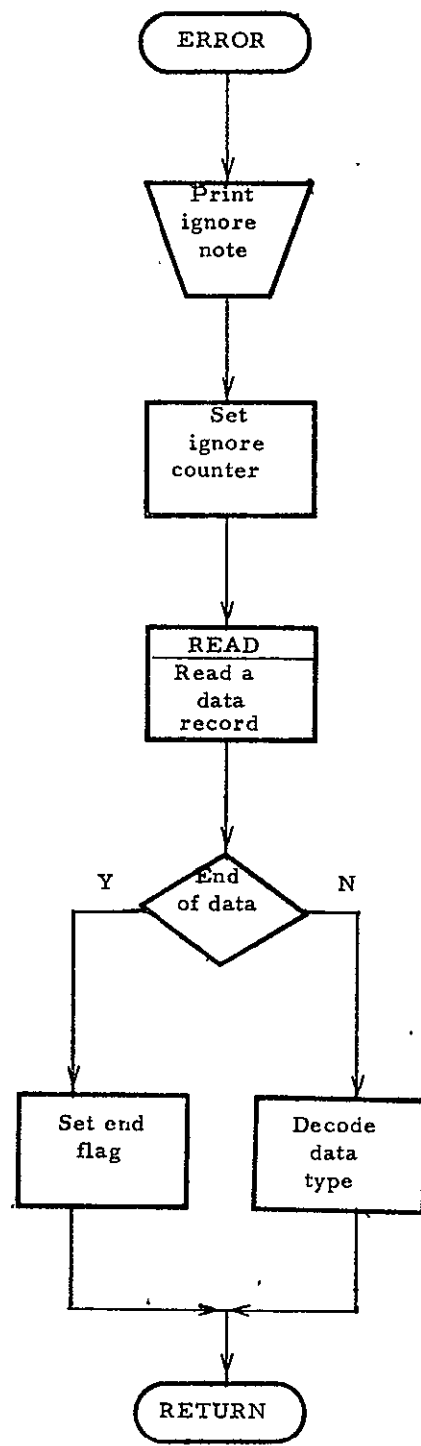 ERROR
Print
ignore
note
Set
ignore
counter
READ
Read a
data
record
End
of data
Y
N
Set end
flag
Decode
data
type
RETURN